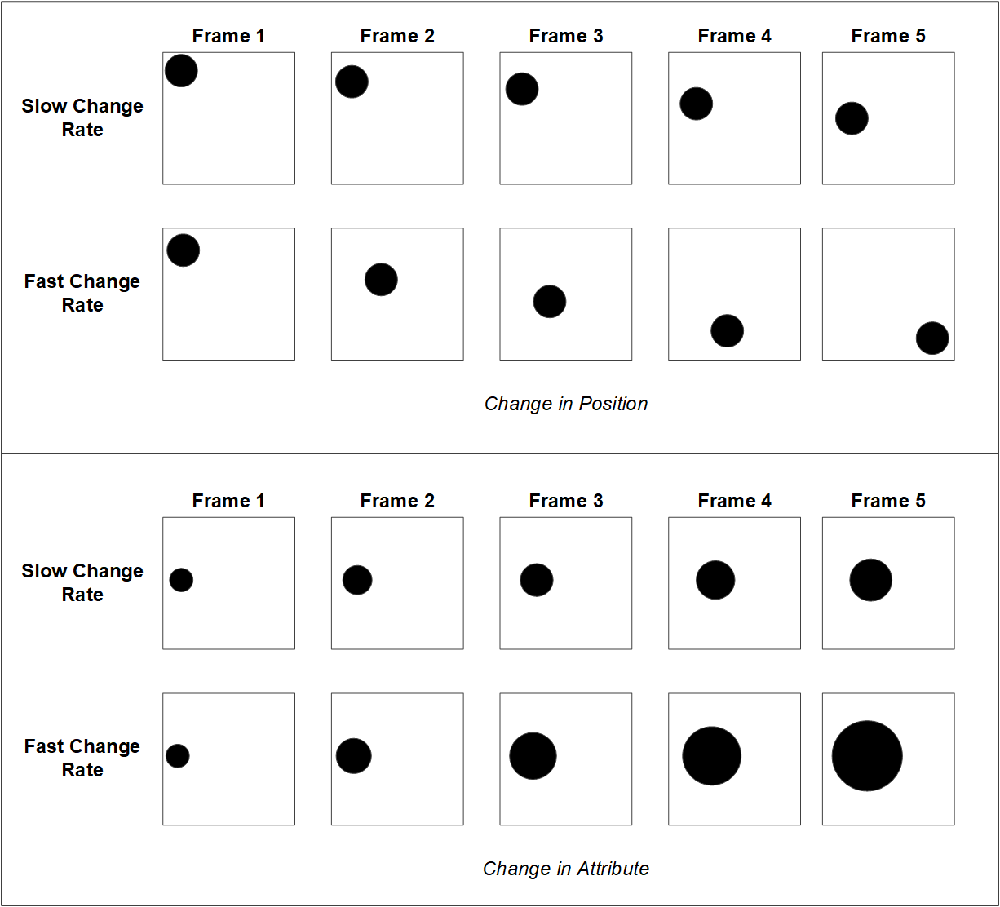 Frame 1 Frame 2 Frame 3 Frame 4 Frame 5
Slow Change
Rate
Fast Change
Rate
Change in Position
Frame 1 Frame 2 Frame 3 Frame 4 Frame 5
Slow Change
Rate
Fast Change
Rate
Change in Attribute